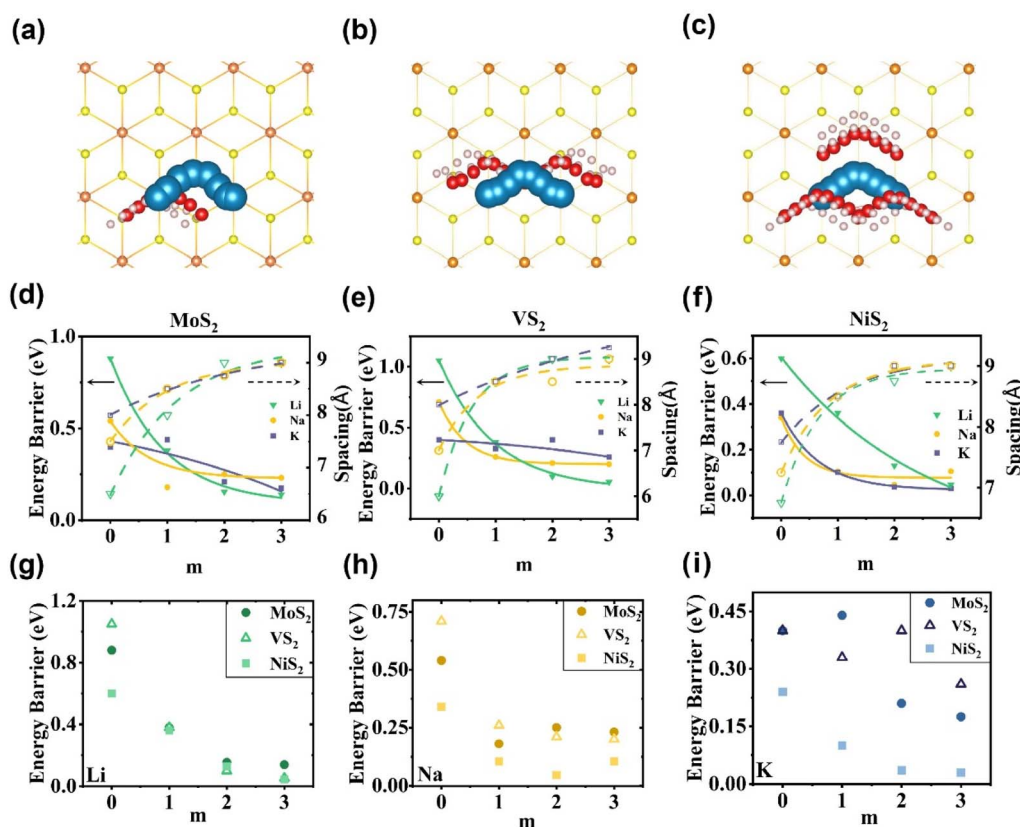 (a)
(b)
(c)
(d)
MoS2
Energy Barrier (eV)
1.0
0.5
0.0
0 1 2 3
m
9
8
7
6
Spacing(Å)
Li
Na
K
(e)
VS2
Energy Barrier (eV)
1.0
0.5
0.0
0 1 2 3
m
9
8
7
6
Spacing(Å)
Li
Na
K
(f)
NiS2
Energy Barrier (eV)
0.6
0.4
0.2
0.0
0 1 2 3
m
9
8
7
Spacing(Å)
Li
Na
K
(g)
Energy Barrier (eV)
1.2
0.8
0.4
0.0
0 1 2 3
m
MoS2
VS2
NiS2
Li
(h)
Energy Barrier (eV)
0.75
0.50
0.25
0.00
0 1 2 3
m
MoS2
VS2
NiS2
Na
(i)
Energy Barrier (eV)
0.45
0.30
0.15
0.00
0 1 2 3
m
MoS2
VS2
NiS2
K